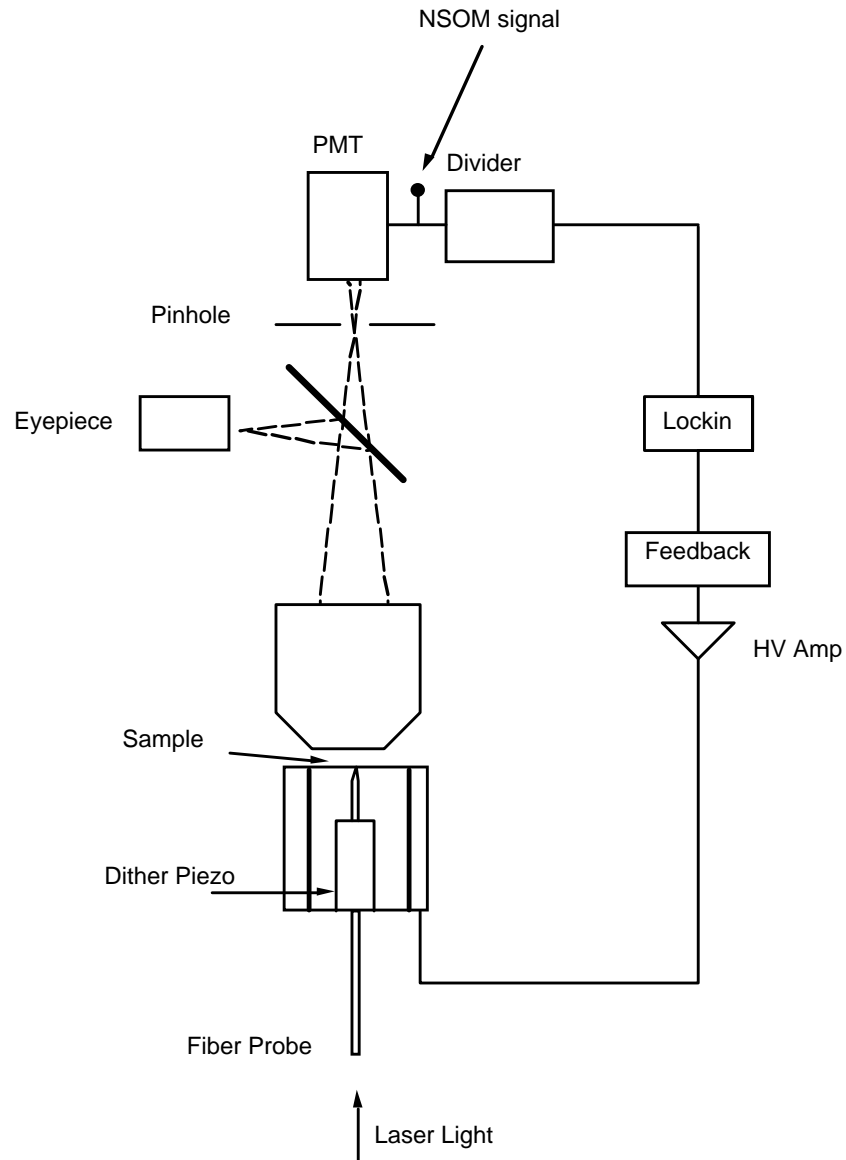 NSOM signal
PMT
Divider
Pinhole
Eyepiece
Lockin
Feedback
HV Amp
Sample
Dither Piezo
Fiber Probe
Laser Light